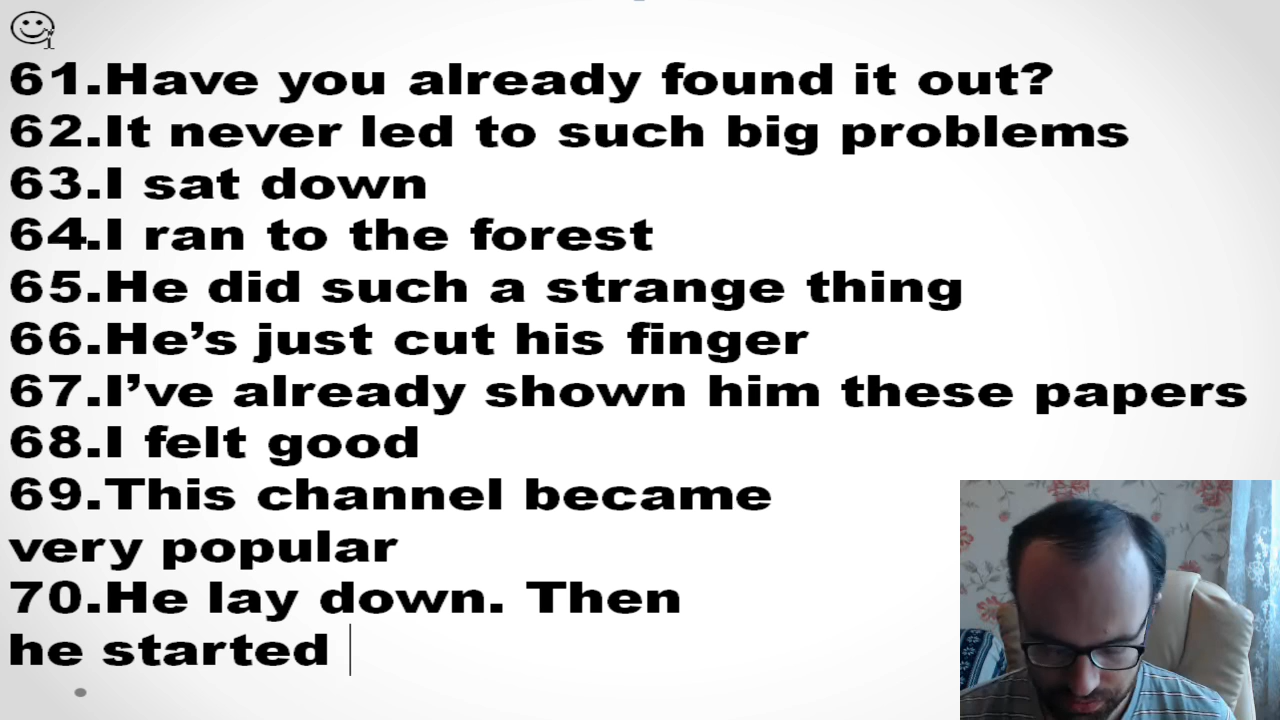 61.Have you already found it out?
62.It never led to such big problems
63.I sat down
64.I ran to the forest
65.He did such a strange thing
66.He’s just cut his finger
67.I’ve already shown him these papers
68.I felt good
69.This channel became
very popular
70.He lay down. Then
he started